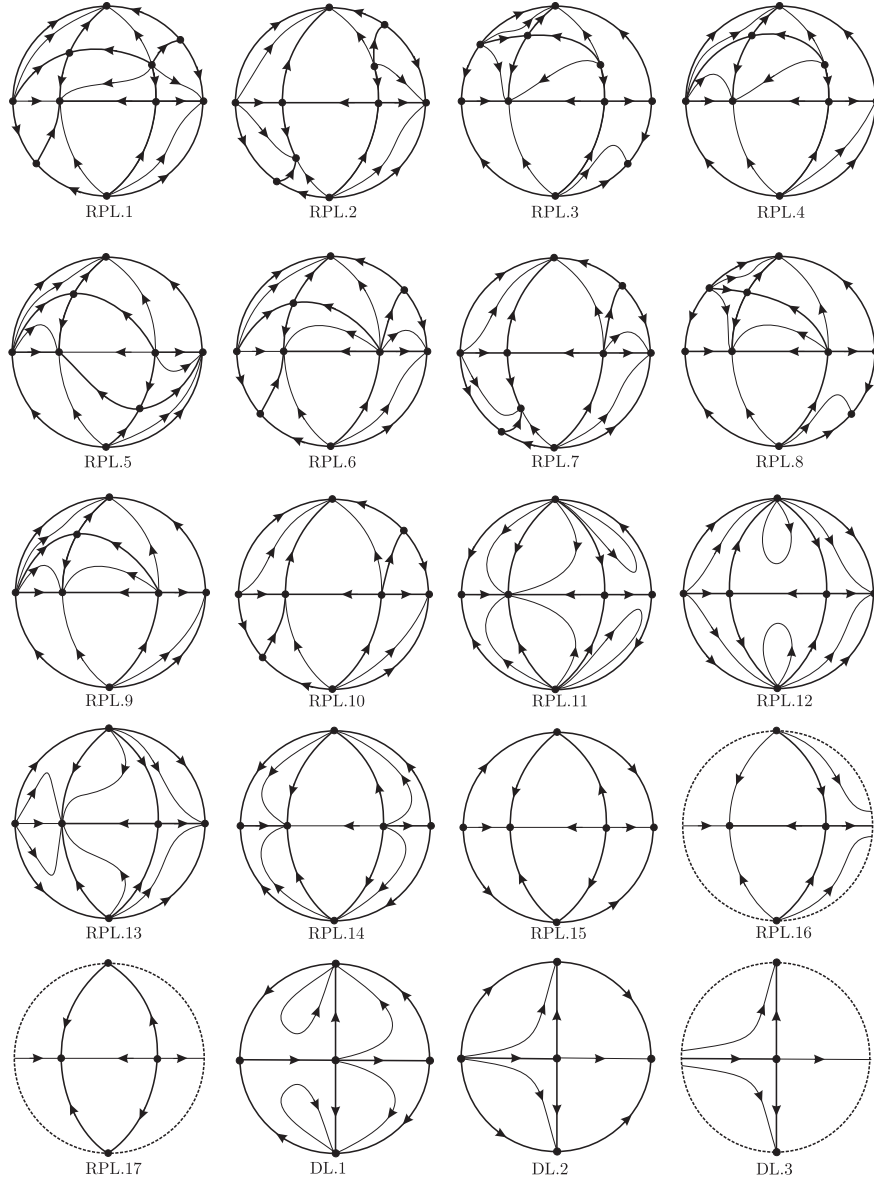 RPL.1 RPL.2 RPL.3 RPL.4
RPL.5 RPL.6 RPL.7 RPL.8
RPL.9 RPL.10 RPL.11 RPL.12
RPL.13 RPL.14 RPL.15 RPL.16
RPL.17 DL.1 DL.2 DL.3